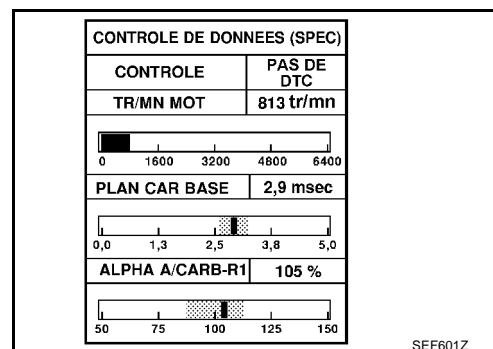 CONTROLE DE DONNEES (SPEC)
CONTROLE PAS DE DTC
TR/MN MOT 813 tr/mn
0 1600 3200 4800 6400
PLAN CAR BASE 2,9 msec
0,0 1,3 2,5 3,8 5,0
ALPHA A/CARB-R1 105 %
50 75 100 125 150
SEF601Z